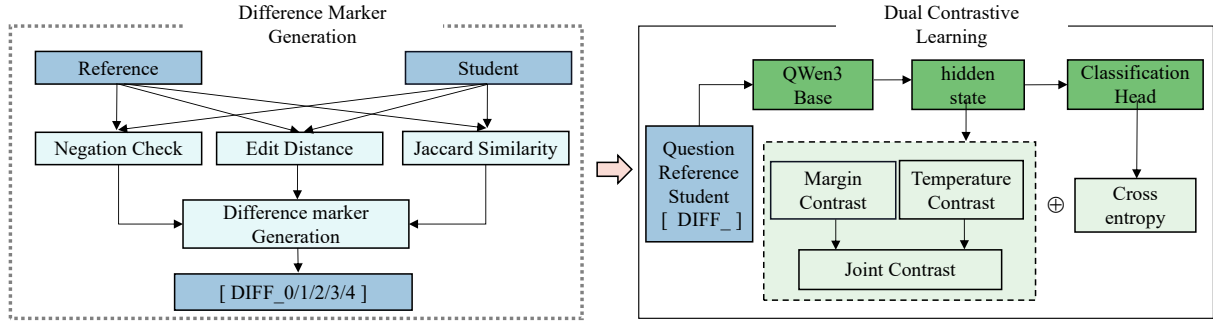 Difference Marker
Generation
Reference
Student
Negation Check
Edit Distance
Jaccard Similarity
Difference marker
Generation
[ DIFF_0/1/2/3/4 ]
Dual Contrastive
Learning
QWen3
Base
hidden
state
Classification
Head
Question
Reference
Student
[ DIFF_ ]
Margin
Contrast
Temperature
Contrast
Joint Contrast
⊕
Cross
entropy